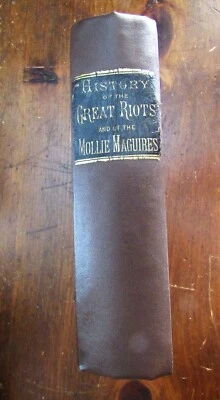 HISTORY
OF THE
GREAT RIOTS
AND OF THE
MOLLIE MAGUIRES